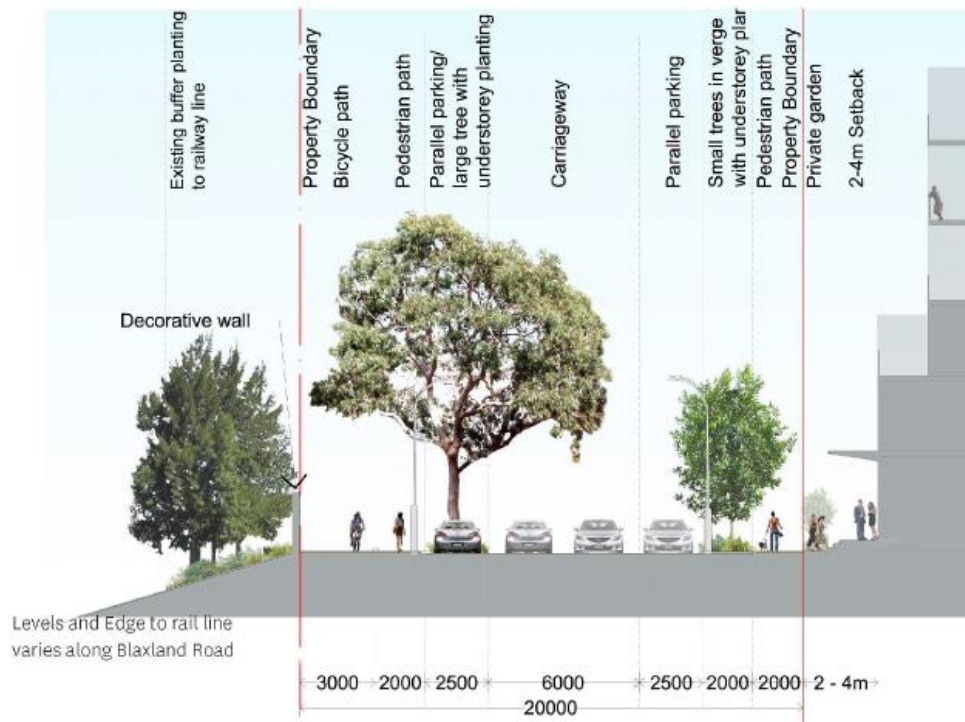 Existing buffer planting
to railway line
Property Boundary
Bicycle path
Pedestrian path
Parallel parking/
large tree with
understorey planting
Carriageway
Parallel parking
Small trees in verge
with understorey plan
Pedestrian path
Property Boundary
Private garden
2-4m Setback
Decorative wall
Levels and Edge to rail line
varies along Blaxland Road
3000
2000
2500
6000
2500
2000
2000
2 - 4m
20000